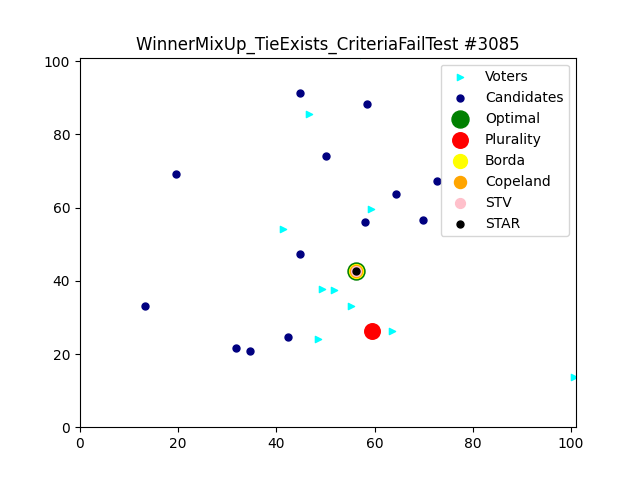 WinnerMixUp_TieExists_CriteriaFailTest #3085
100
80
60
40
20
0
0 20 40 60 80 100
Voters
Candidates
Optimal
Plurality
Borda
Copeland
STV
STAR